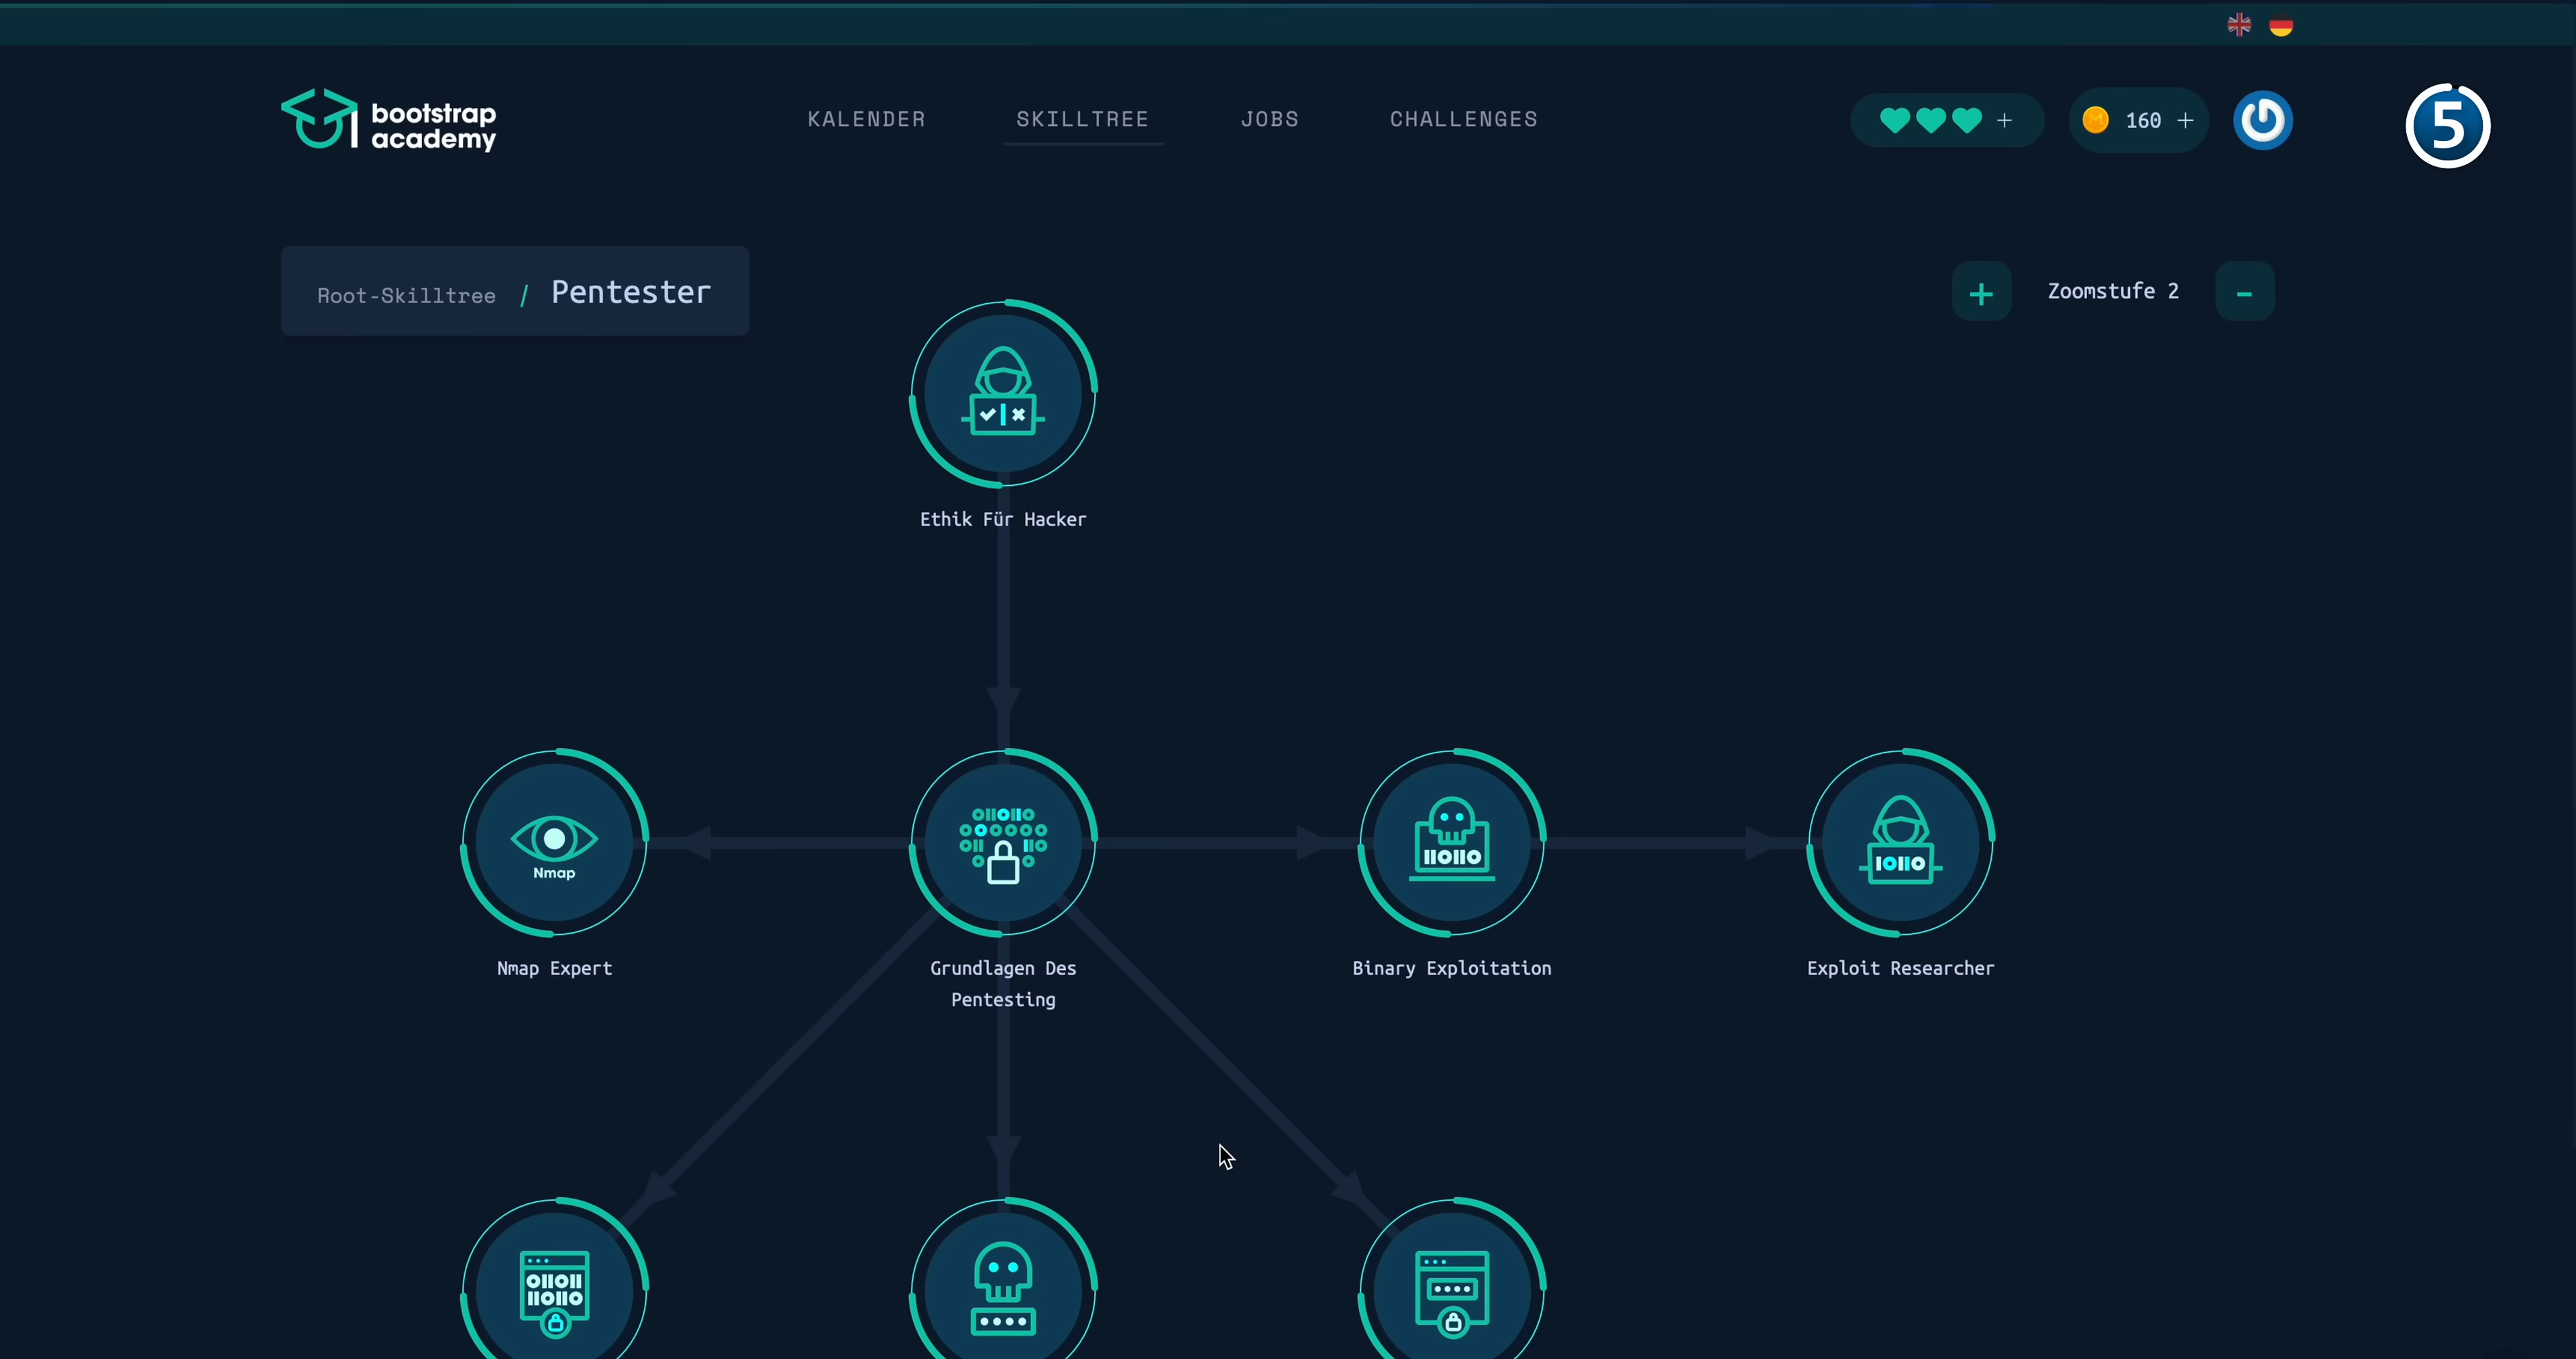 bootstrap
academy
KALENDER
SKILLTREE
JOBS
CHALLENGES
+
160 +
5
Root-Skilltree / Pentester
+ Zoomstufe 2 -
Ethik Für Hacker
Nmap
Nmap Expert
Grundlagen Des
Pentesting
Binary Exploitation
Exploit Researcher